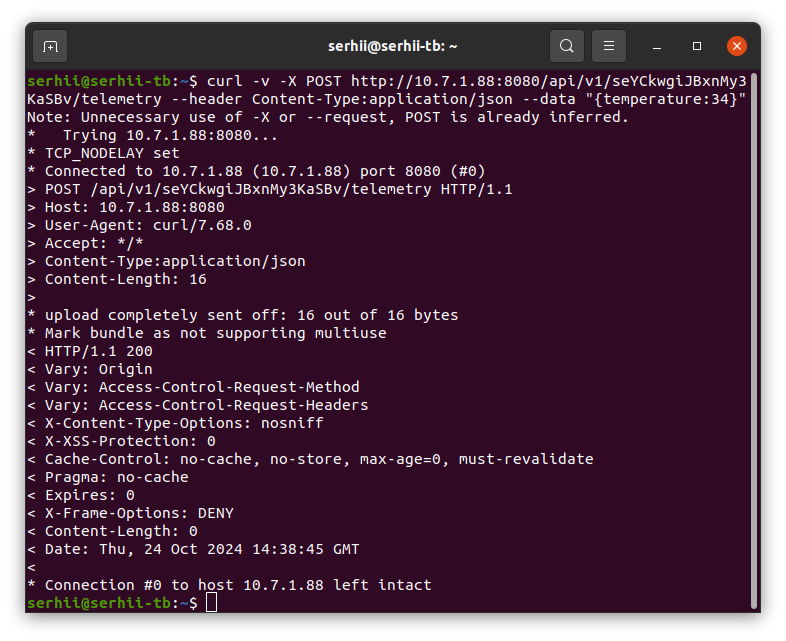 serhii@serhii-tb: ~
serhii@serhii-tb:~$ curl -v -X POST http://10.7.1.88:8080/api/v1/seYCkwgiJBxnMy3
KaSBv/telemetry --header Content-Type:application/json --data "{temperature:34}"
Note: Unnecessary use of -X or --request, POST is already inferred.
*   Trying 10.7.1.88:8080...
* TCP_NODELAY set
* Connected to 10.7.1.88 (10.7.1.88) port 8080 (#0)
> POST /api/v1/seYCkwgiJBxnMy3KaSBv/telemetry HTTP/1.1
> Host: 10.7.1.88:8080
> User-Agent: curl/7.68.0
> Accept: */*
> Content-Type:application/json
> Content-Length: 16
>
* upload completely sent off: 16 out of 16 bytes
* Mark bundle as not supporting multiuse
< HTTP/1.1 200
< Vary: Origin
< Vary: Access-Control-Request-Method
< Vary: Access-Control-Request-Headers
< X-Content-Type-Options: nosniff
< X-XSS-Protection: 0
< Cache-Control: no-cache, no-store, max-age=0, must-revalidate
< Pragma: no-cache
< Expires: 0
< X-Frame-Options: DENY
< Content-Length: 0
< Date: Thu, 24 Oct 2024 14:38:45 GMT
<
* Connection #0 to host 10.7.1.88 left intact
serhii@serhii-tb:~$